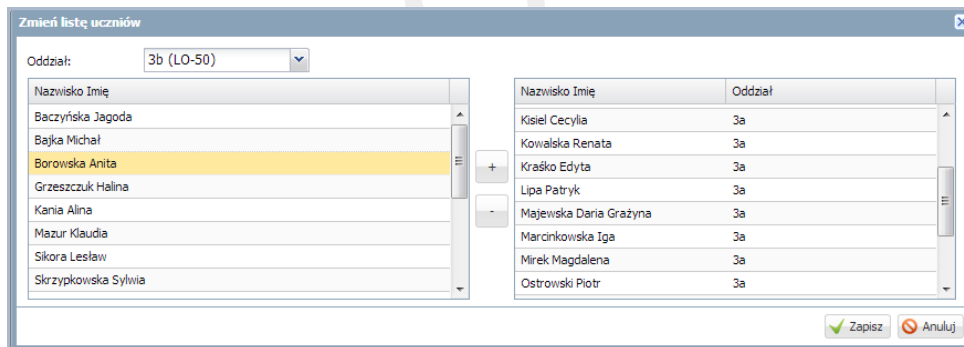 Zmień listę uczniów
Oddział: 3b (LO-50)
Nazwisko Imię
Baczyńska Jagoda
Bajka Michał
Borowska Anita
Grzeszczuk Halina
Kania Alina
Mazur Klaudia
Sikora Lesław
Skrzypkowska Sylwia
+
-
Nazwisko Imię Oddział
Kisiel Cecylia 3a
Kowalska Renata 3a
Kraśko Edyta 3a
Lipa Patryk 3a
Majewska Daria Grażyna 3a
Marcinkowska Iga 3a
Mirek Magdalena 3a
Ostrowski Piotr 3a
Zapisz Anuluj